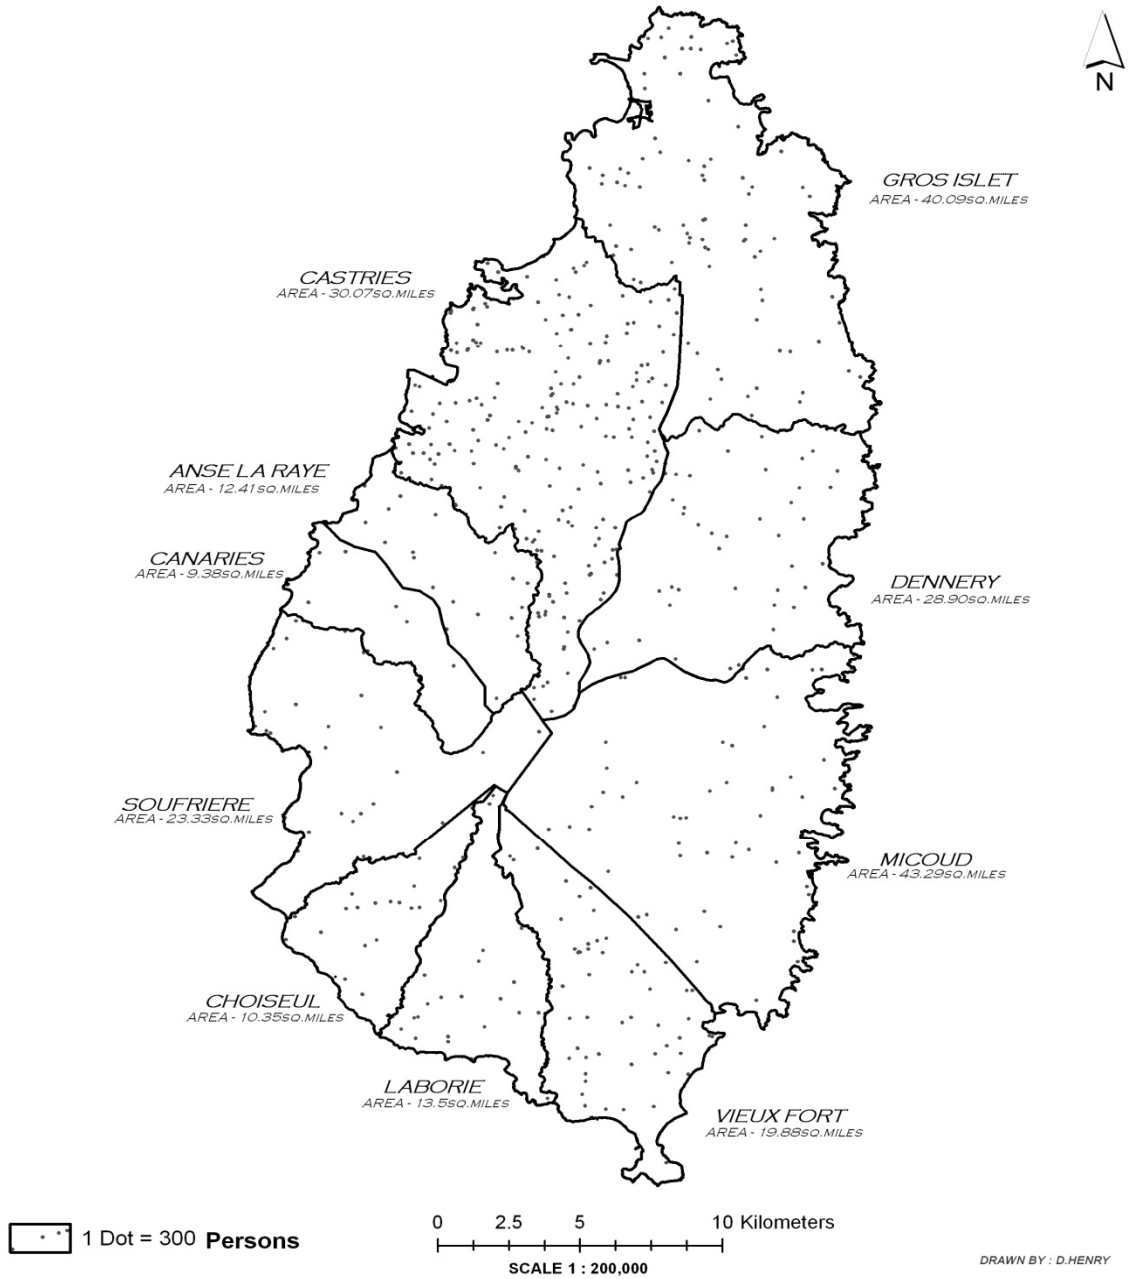 N
GROS ISLET
AREA - 40.09SQ.MILES
CASTRIES
AREA - 30.07SQ.MILES
ANSE LA RAYE
AREA - 12.41SQ.MILES
CANARIES
AREA - 9.38SQ.MILES
DENNERY
AREA - 28.90SQ.MILES
SOUFRIERE
AREA - 23.33SQ.MILES
MICOUD
AREA - 43.29SQ.MILES
CHOISEUL
AREA - 10.35SQ.MILES
LABORIE
AREA - 13.5SQ.MILES
VIEUX FORT
AREA - 19.88SQ.MILES
1 Dot = 300 Persons
0 2.5 5 10 Kilometers
SCALE 1 : 200,000
DRAWN BY : D.HENRY